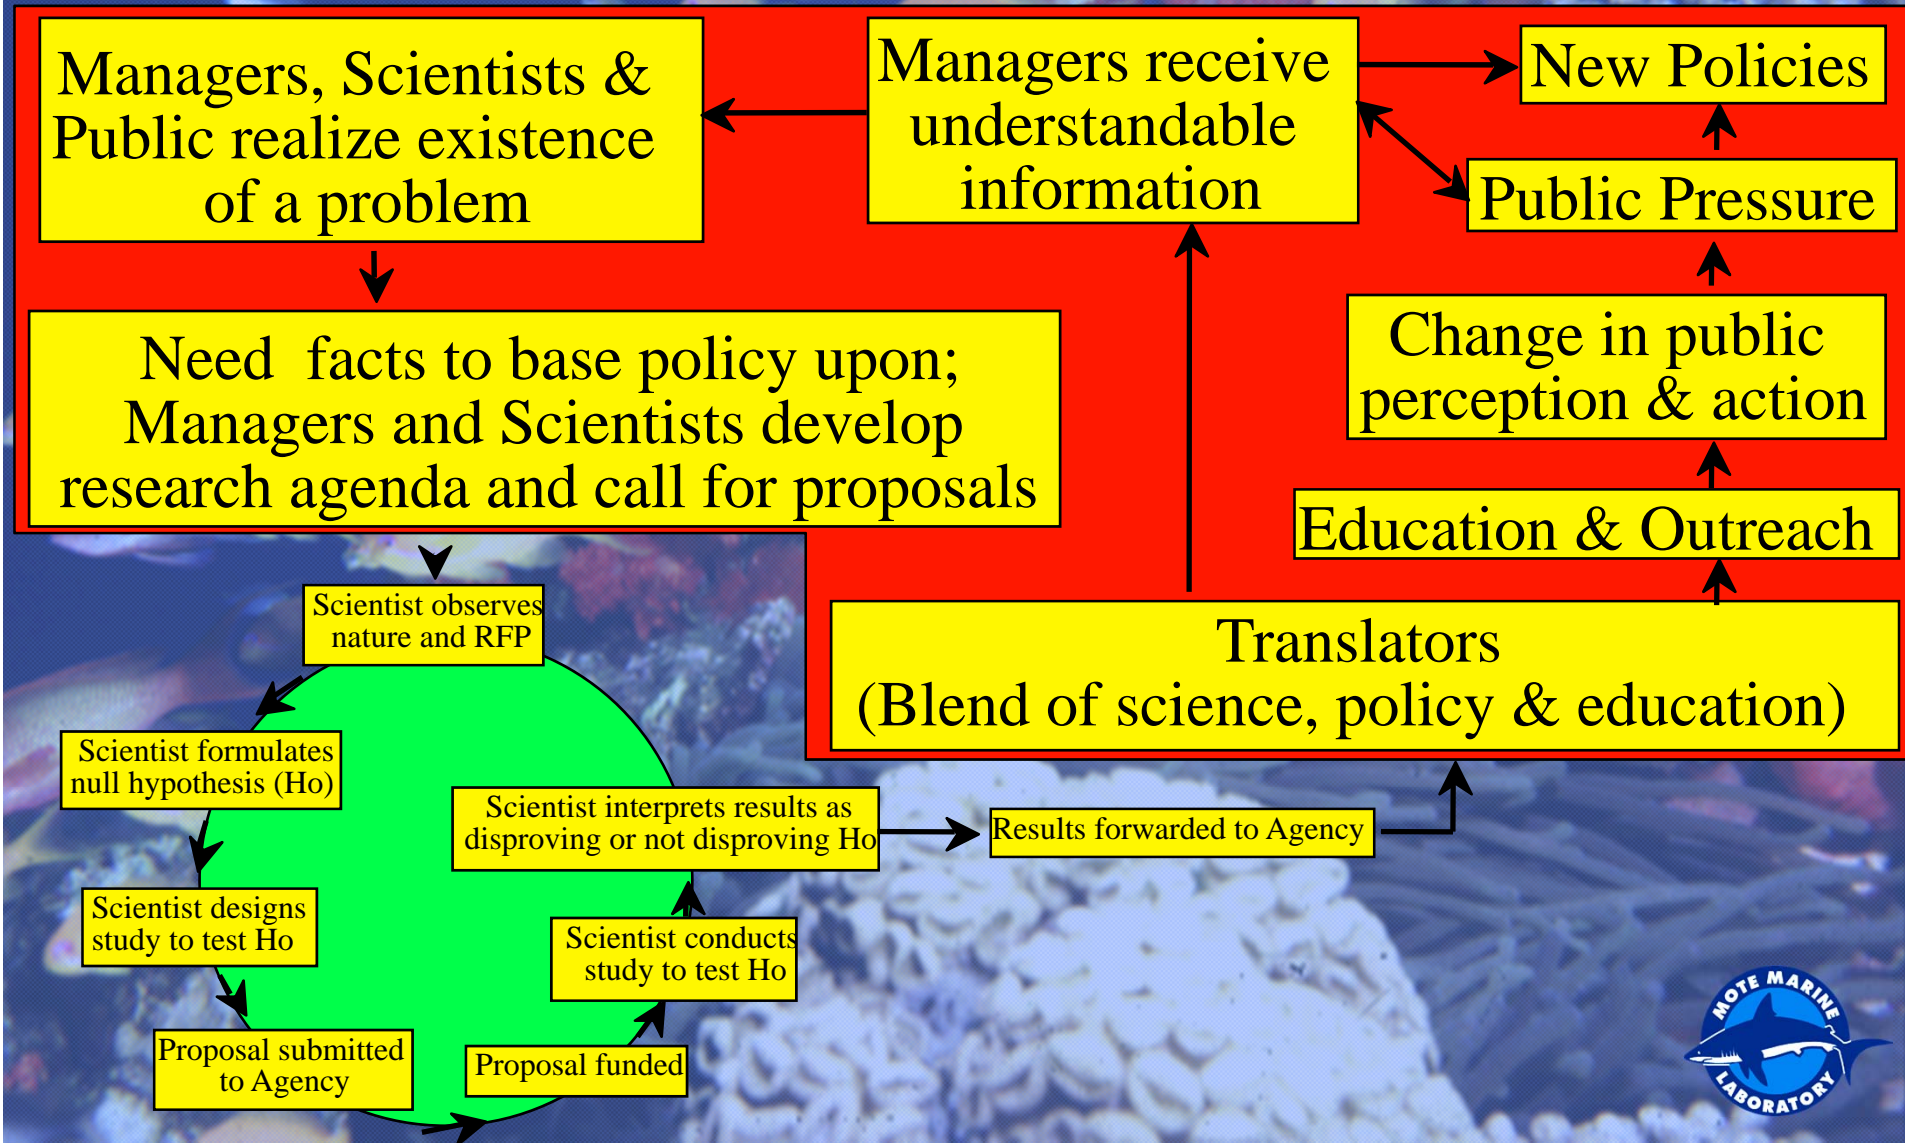 Managers, Scientists &
Public realize existence
of a problem
Managers receive
understandable
information
New Policies
Public Pressure
Need facts to base policy upon;
Managers and Scientists develop
research agenda and call for proposals
Change in public
perception & action
Education & Outreach
Translators
(Blend of science, policy & education)
Scientist observes
nature and RFP
Scientist formulates
null hypothesis (Ho)
Scientist designs
study to test Ho
Proposal submitted
to Agency
Proposal funded
Scientist conducts
study to test Ho
Scientist interprets results as
disproving or not disproving Ho
Results forwarded to Agency
MOTE MARINE
LABORATORY